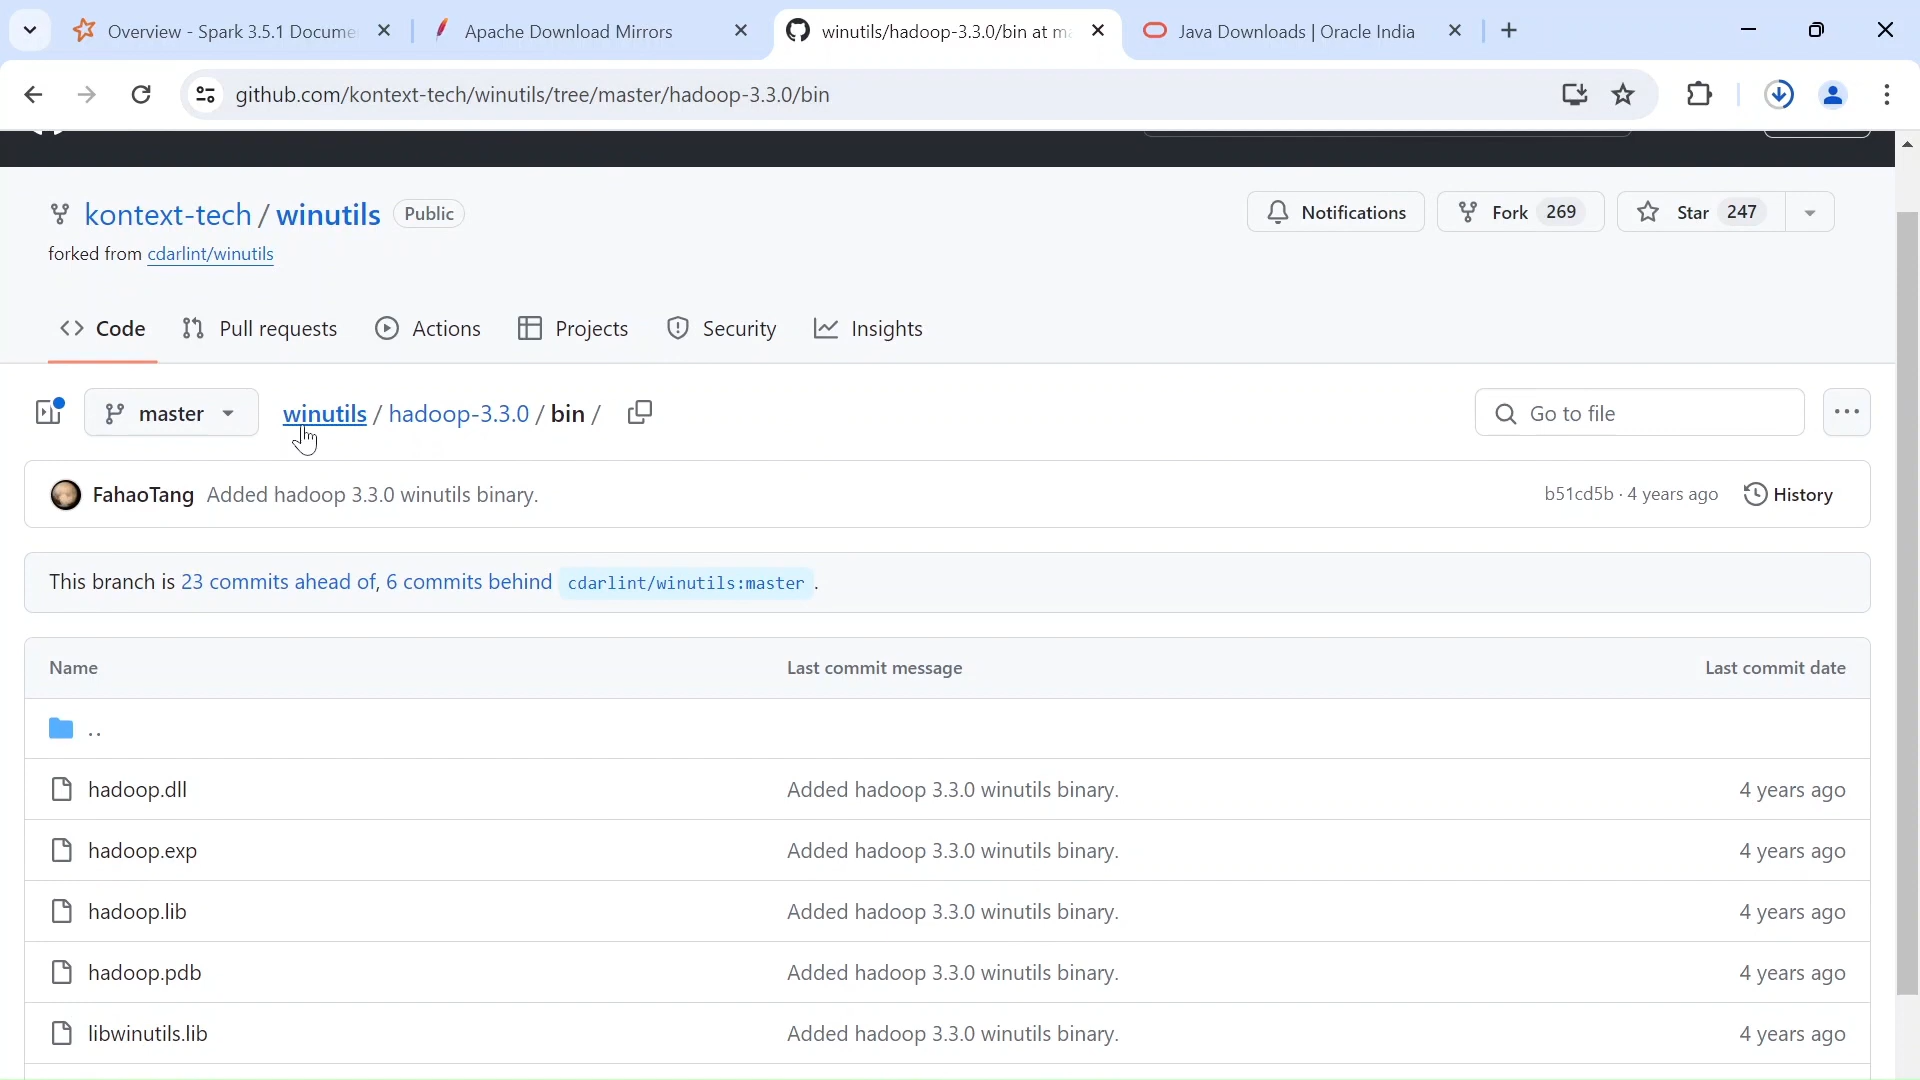 Overview - Spark 3.5.1 Docume
Apache Download Mirrors
winutils/hadoop-3.3.0/bin at ma
Java Downloads | Oracle India
github.com/kontext-tech/winutils/tree/master/hadoop-3.3.0/bin
kontext-tech / winutils Public
Notifications
Fork 269
Star 247
forked from cdarlint/winutils
Code
Pull requests
Actions
Projects
Security
Insights
master
winutils / hadoop-3.3.0 / bin /
Go to file
FahaoTang Added hadoop 3.3.0 winutils binary.
b51cd5b · 4 years ago
History
This branch is 23 commits ahead of, 6 commits behind cdarlint/winutils:master .
Name Last commit message Last commit date
..
hadoop.dll Added hadoop 3.3.0 winutils binary. 4 years ago
hadoop.exp Added hadoop 3.3.0 winutils binary. 4 years ago
hadoop.lib Added hadoop 3.3.0 winutils binary. 4 years ago
hadoop.pdb Added hadoop 3.3.0 winutils binary. 4 years ago
libwinutils.lib Added hadoop 3.3.0 winutils binary. 4 years ago